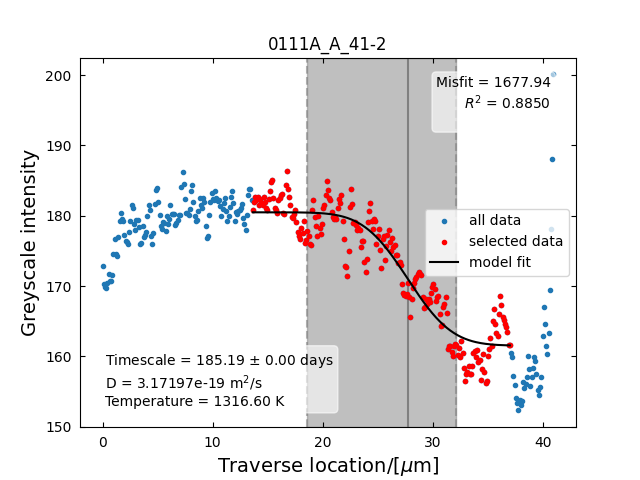 0111A_A_41-2
Misfit = 1677.94
R² = 0.8850
200
190
180
170
160
150
Greyscale intensity
all data
selected data
model fit
Timescale = 185.19 ± 0.00 days
D = 3.17197e-19 m²/s
Temperature = 1316.60 K
0
10
20
30
40
Traverse location/[μm]